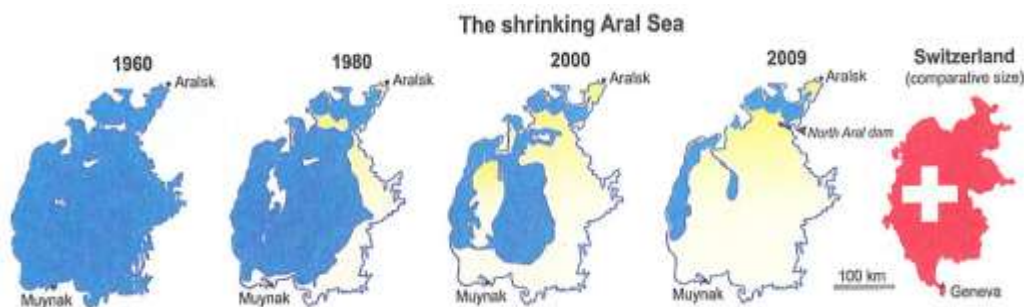 The shrinking Aral Sea
1960
Aralsk
Muynak
1980
Aralsk
Muynak
2000
Aralsk
Muynak
2009
Aralsk
North Aral dam
100 km
Switzerland
(comparative size)
Geneva